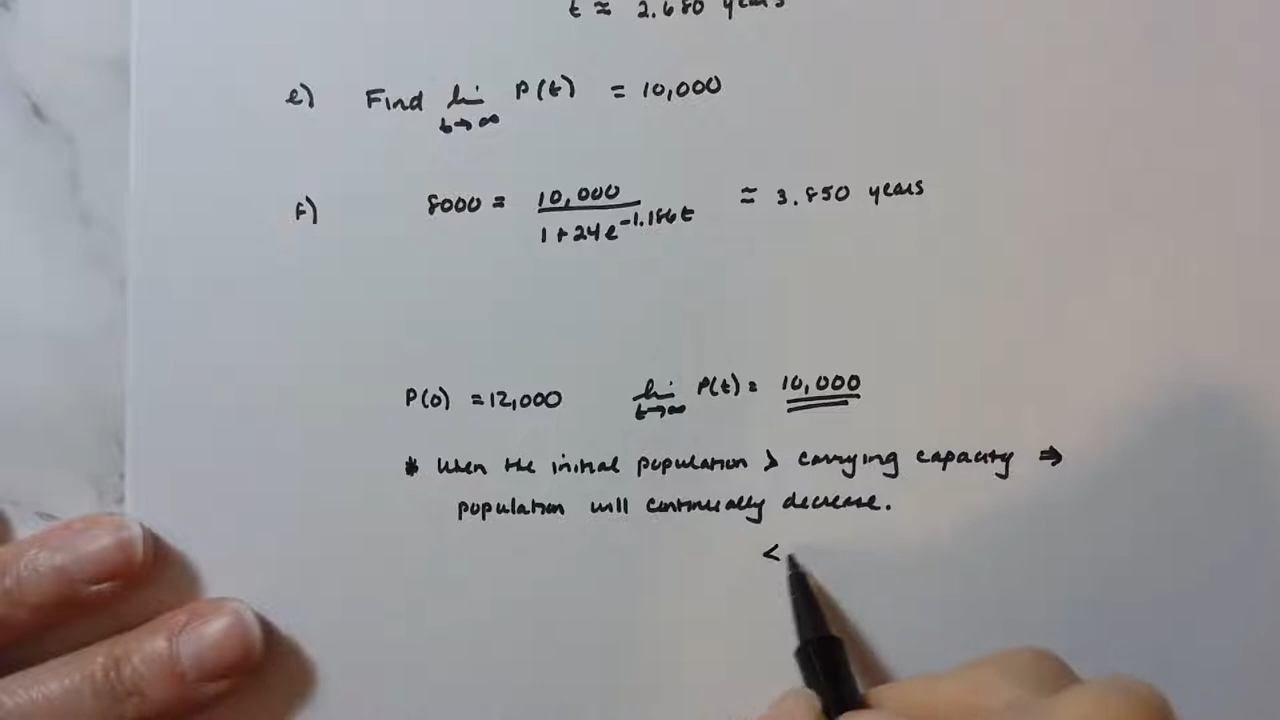 t ≈ 2.680 years
e) Find lim t→∞ P(t) = 10,000
f) 8000 = 10,000 / 1+24e^-1.186t ≈ 3.850 years
P(0) = 12,000 lim t→∞ P(t) = 10,000
* When the initial population > carrying capacity ⇒
population will continually decrease.
<